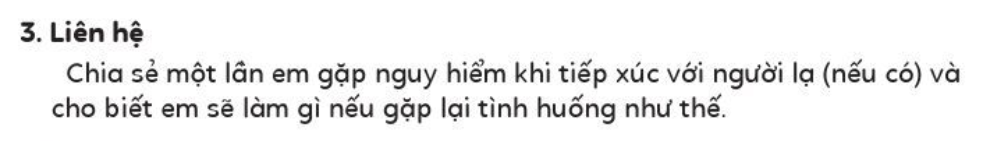 3. Liên hệ
Chia sẻ một lần em gặp nguy hiểm khi tiếp xúc với người lạ (nếu có) và
cho biết em sẽ làm gì nếu gặp lại tình huống như thế.